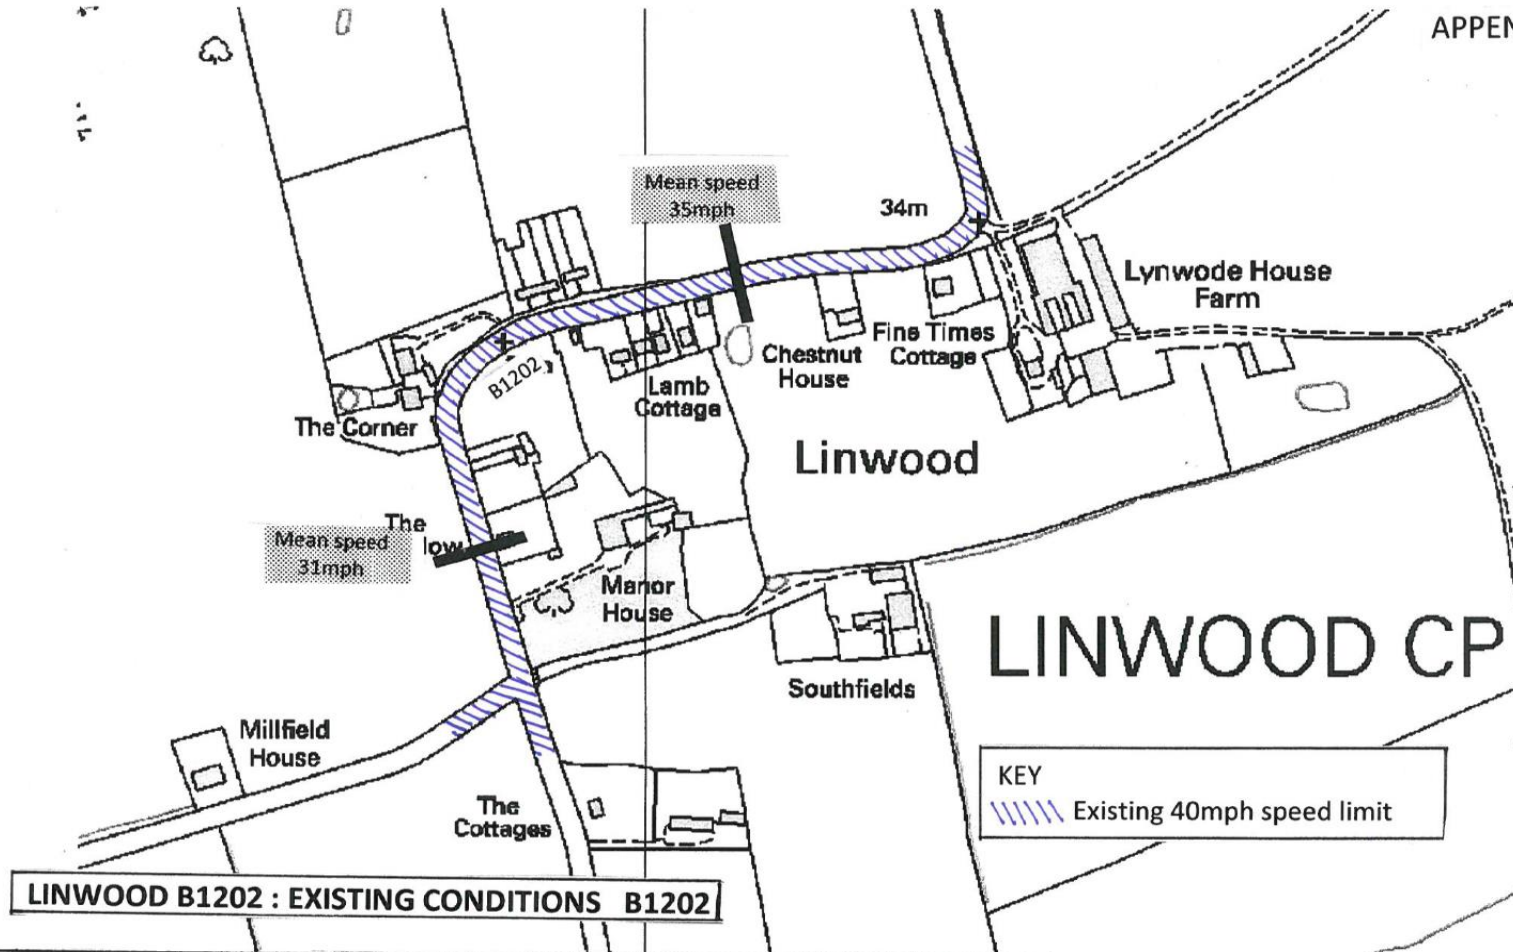 APPEN
Mean speed
35mph
34m
Lynwode House
Farm
Fine Times
Cottage
Chestnut
House
B1202
Lamb
Cottage
The Corner
Linwood
The
low
Mean speed
31mph
Manor
House
LINWOOD CP
Southfields
Millfield
House
KEY
Existing 40mph speed limit
The
Cottages
LINWOOD B1202 : EXISTING CONDITIONS B1202